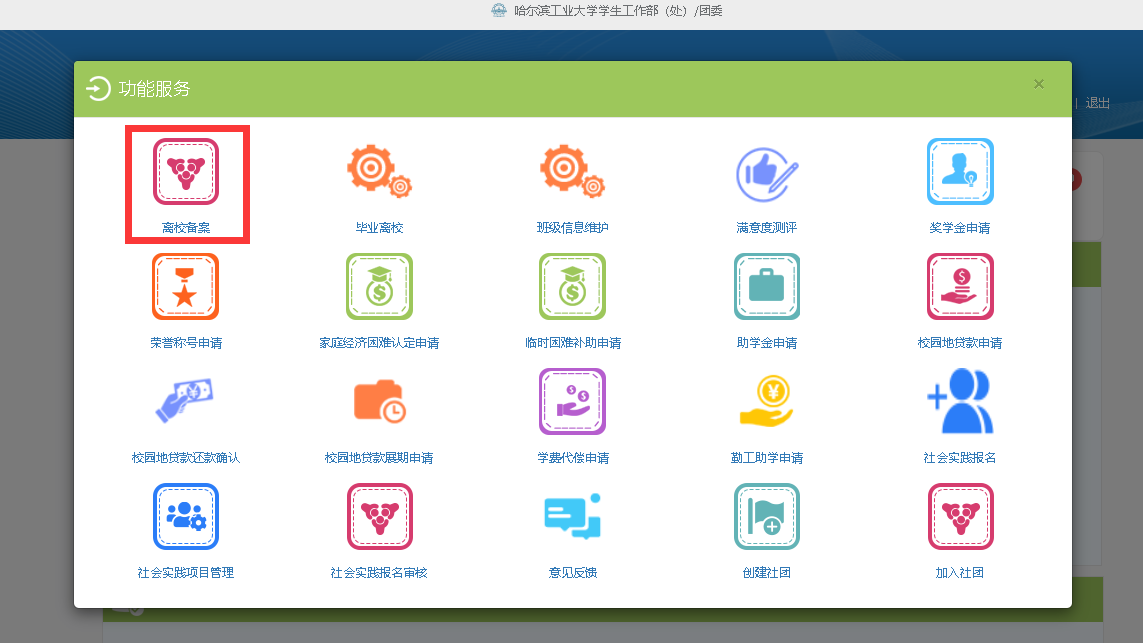 哈尔滨工业大学学生工作部（处）/团委
功能服务
×
| 退出
离校备案
毕业离校
班级信息维护
满意度测评
奖学金申请
荣誉称号申请
家庭经济困难认定申请
临时困难补助申请
助学金申请
校园地贷款申请
校园地贷款还款确认
校园地贷款展期申请
学费代偿申请
勤工助学申请
社会实践报名
社会实践项目管理
社会实践报名审核
意见反馈
创建社团
加入社团